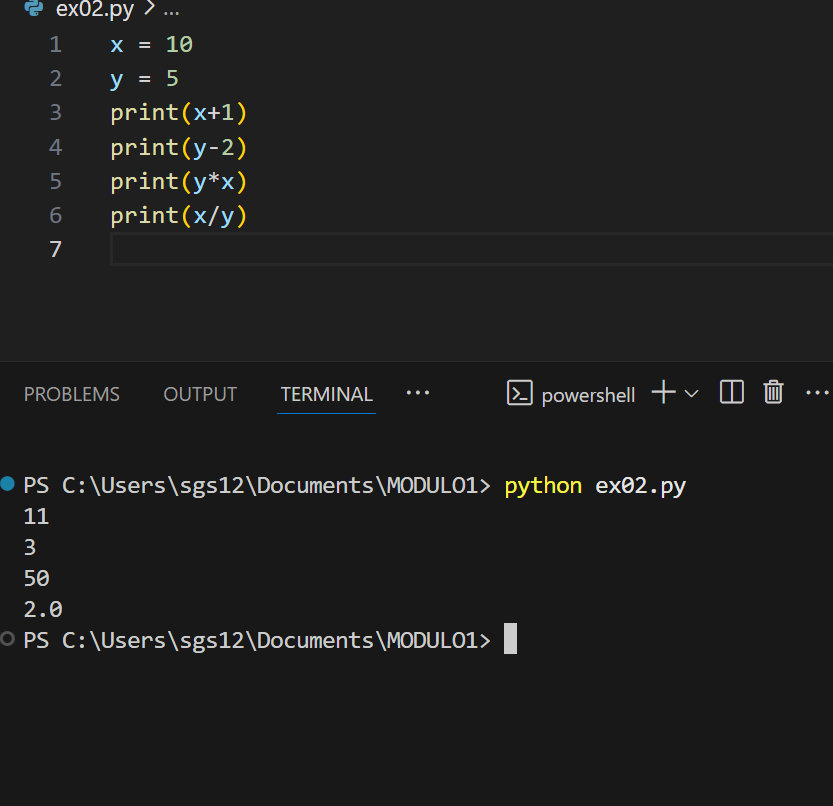 ex02.py > ...
1 x = 10
2 y = 5
3 print(x+1)
4 print(y-2)
5 print(y*x)
6 print(x/y)
7
PROBLEMS OUTPUT TERMINAL ... powershell ...
PS C:\Users\sgs12\Documents\MODULO1> python ex02.py
11
3
50
2.0
PS C:\Users\sgs12\Documents\MODULO1>